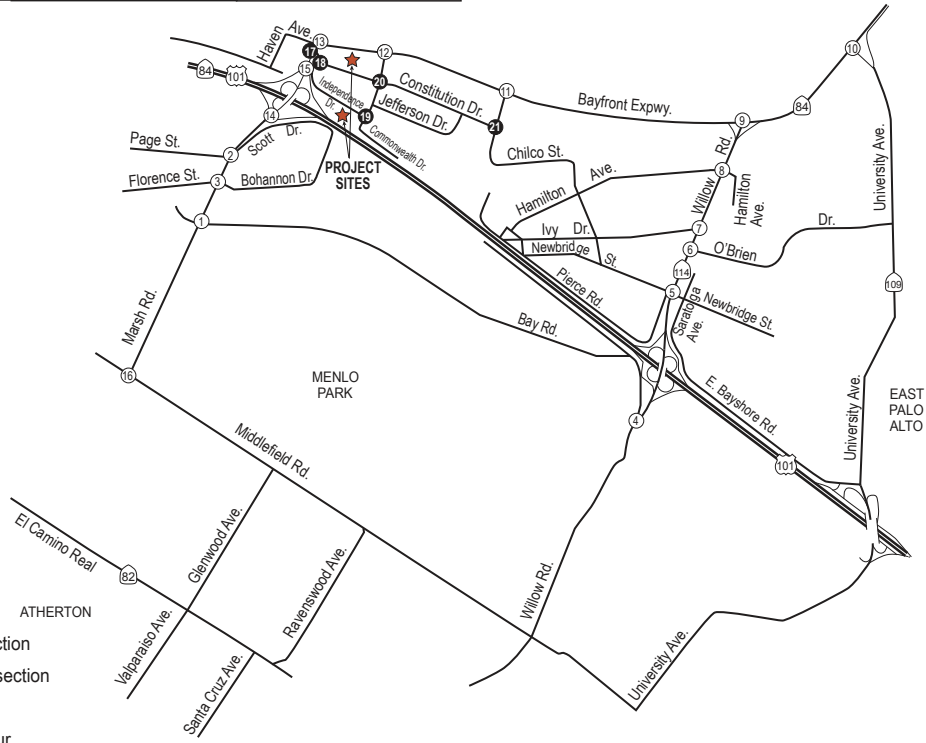 Haven
Ave.
13
12
17
18
15
20
84
101
14
Independence
Dr.
19
Constitution Dr.
Jefferson Dr.
Commonwealth Dr.
11
21
Bayfront Expwy.
84
10
9
University Ave.
Page St.
2
Scott Dr.
PROJECT
SITES
Chilco St.
Willow Rd.
8
Florence St.
3
Bohannon Dr.
Hamilton Ave.
Hamilton
Ave.
1
Ivy Dr.
7
Newbridge St.
6
O'Brien Dr.
114
Pierce Rd.
5
Saratoga
Ave.
Newbridge St.
109
Marsh Rd.
Bay Rd.
16
MENLO
PARK
E. Bayshore Rd.
University Ave.
EAST
PALO
ALTO
4
101
Middlefield Rd.
El Camino Real
82
Glenwood Ave.
Ravenswood Ave.
Willow Rd.
ATHERTON
ction
section
Valparaiso Ave.
Santa Cruz Ave.
University Ave.
ur